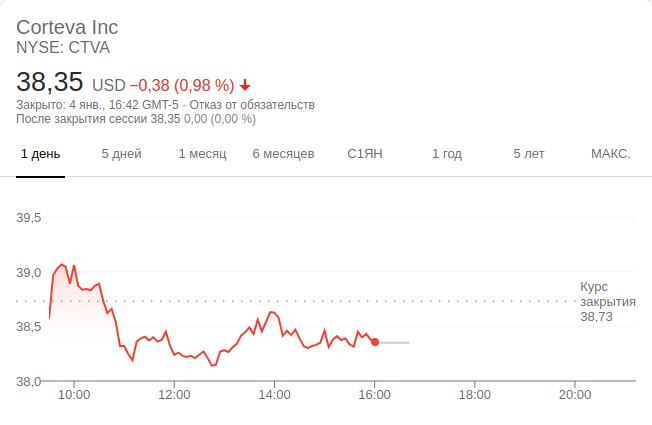 Corteva Inc
NYSE: CTVA
38,35 USD −0,38 (0,98 %)
Закрыто: 4 янв., 16:42 GMT-5 · Отказ от обязательств
После закрытия сессии 38,35 0,00 (0,00 %)
1 день 5 дней 1 месяц 6 месяцев С1ЯН 1 год 5 лет МАКС.
39,5
39,0
Курс
закрытия
38,73
38,5
38,0
10:00 12:00 14:00 16:00 18:00 20:00